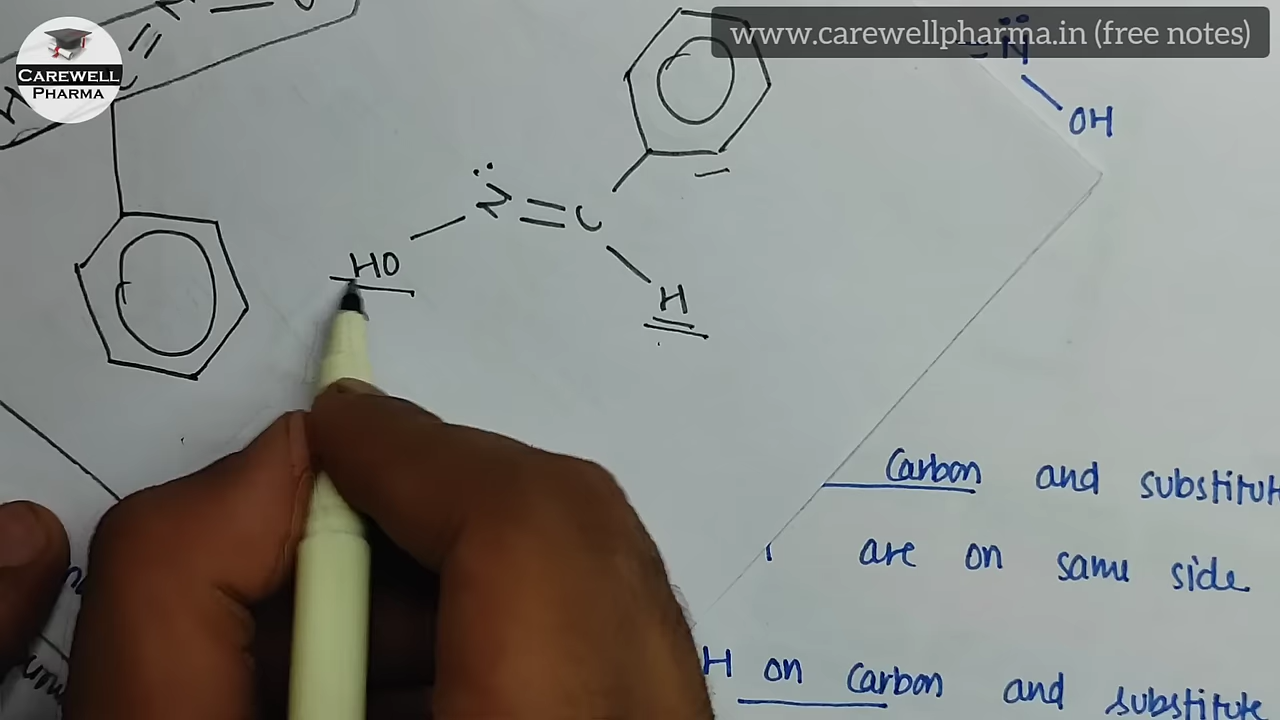 www.carewellpharma.in (free notes)
CAREWELL
PHARMA
N
OH
N = C
HO
H
Carbon and substitute
are on same side
H on carbon and substitute